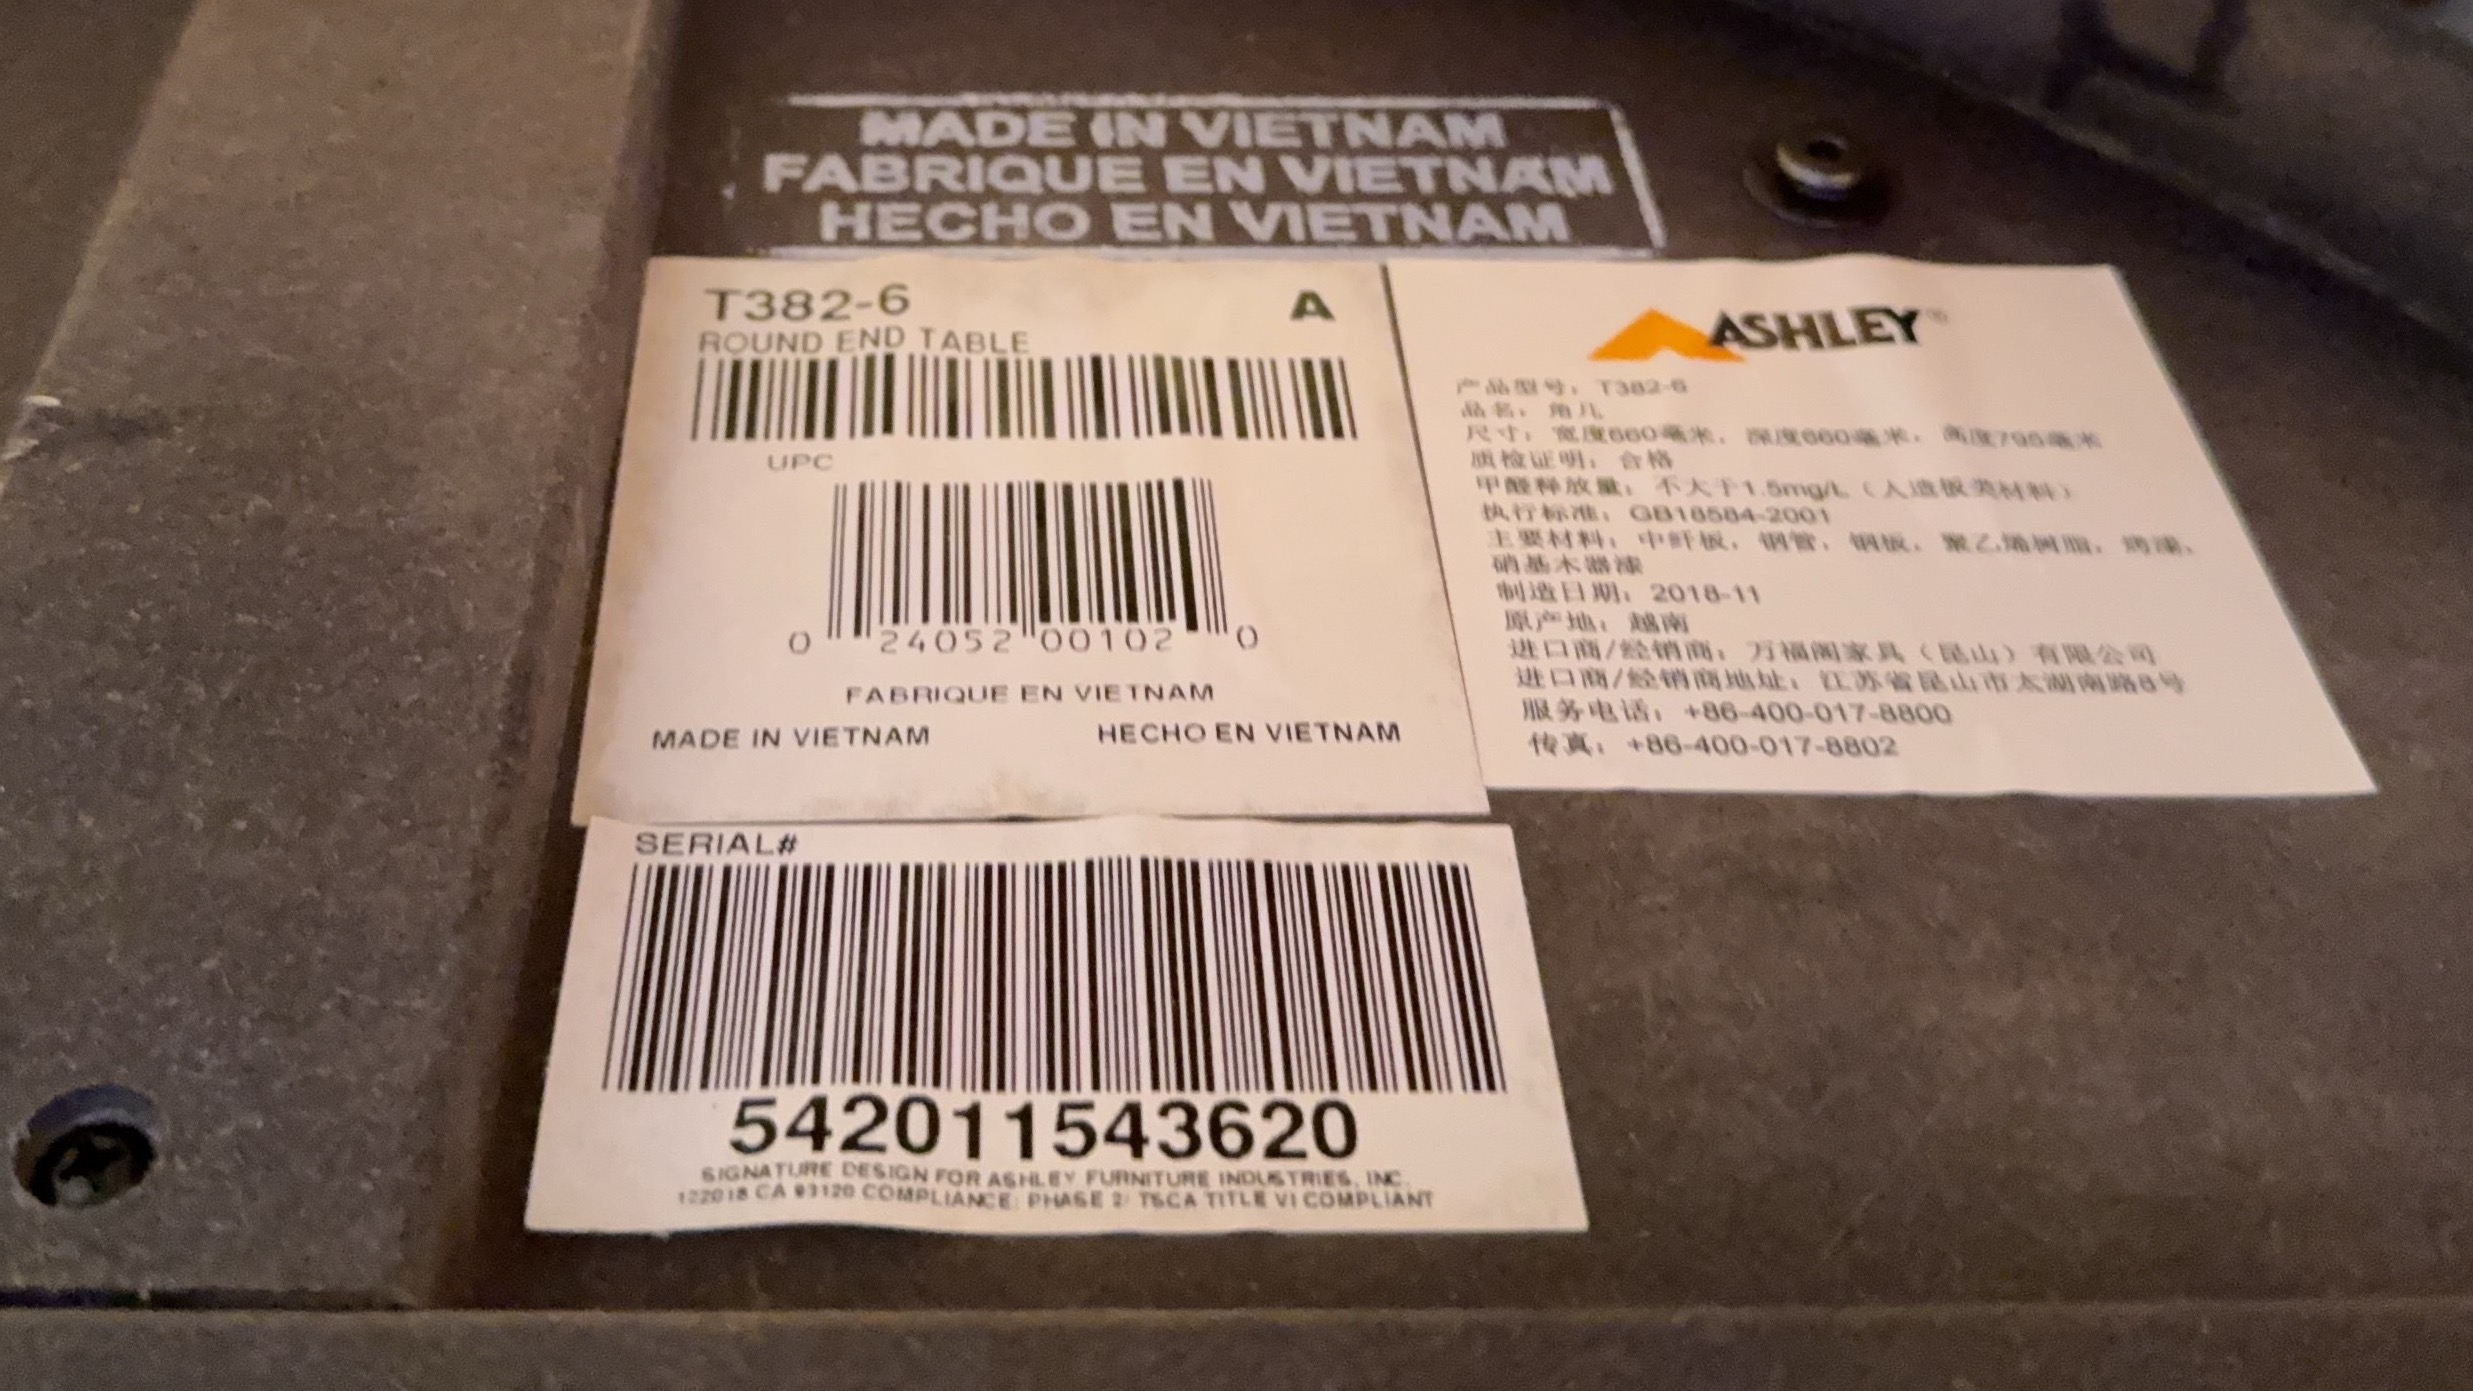 MADE IN VIETNAM
FABRIQUE EN VIETNAM
HECHO EN VIETNAM
T382-6
A
ROUND END TABLE
UPC
0 24052 00102 0
FABRIQUE EN VIETNAM
MADE IN VIETNAM
HECHO EN VIETNAM
ASHLEY®
产品型号：T382-6
品名：角几
尺寸：宽度660毫米，深度660毫米，高度795毫米
质检证明：合格
甲醛释放量：不大于1.5mg/L（人造板类材料）
执行标准：GB18584-2001
主要材料：中纤板，钢管，钢板，聚乙烯树脂，烤漆，
硝基木器漆
制造日期：2018-11
原产地：越南
进口商/经销商：万福阁家具（昆山）有限公司
进口商/经销商地址：江苏省昆山市太湖南路8号
服务电话：+86-400-017-8800
传真：+86-400-017-8802
SERIAL#
542011543620
SIGNATURE DESIGN FOR ASHLEY FURNITURE INDUSTRIES, INC.
122018 CA 93120 COMPLIANCE: PHASE 2/ TSCA TITLE VI COMPLIANT